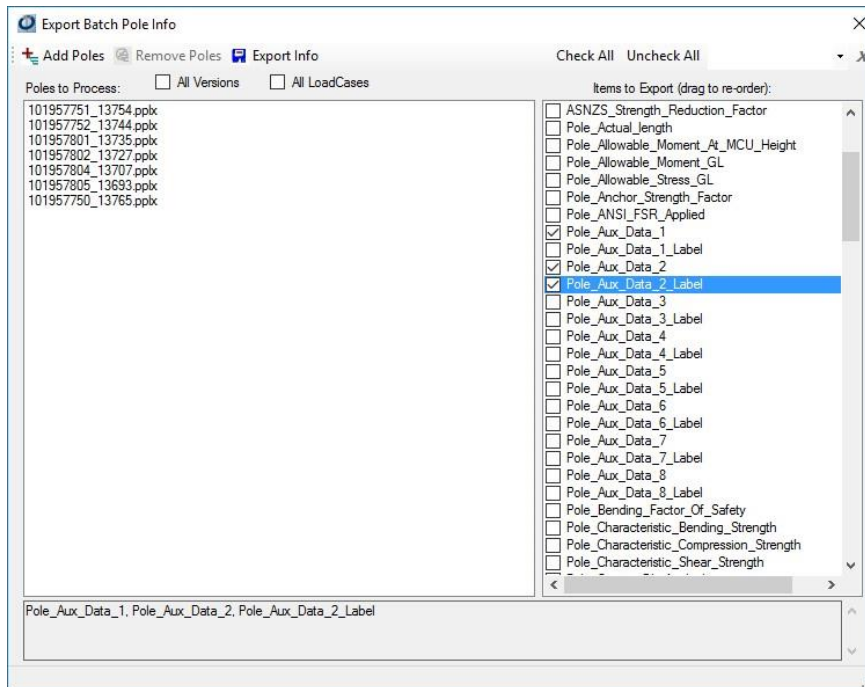 Export Batch Pole Info
Add Poles Remove Poles Export Info Check All Uncheck All
Poles to Process: All Versions All LoadCases Items to Export (drag to re-order):
101957751_13754.pplx
101957752_13744.pplx
101957801_13735.pplx
101957802_13727.pplx
101957804_13707.pplx
101957805_13693.pplx
101957750_13765.pplx
ASNZS_Strength_Reduction_Factor
Pole_Actual_length
Pole_Allowable_Moment_At_MCU_Height
Pole_Allowable_Moment_GL
Pole_Allowable_Stress_GL
Pole_Anchor_Strength_Factor
Pole_ANSI_FSR_Applied
Pole_Aux_Data_1
Pole_Aux_Data_1_Label
Pole_Aux_Data_2
Pole_Aux_Data_2_Label
Pole_Aux_Data_3
Pole_Aux_Data_3_Label
Pole_Aux_Data_4
Pole_Aux_Data_4_Label
Pole_Aux_Data_5
Pole_Aux_Data_5_Label
Pole_Aux_Data_6
Pole_Aux_Data_6_Label
Pole_Aux_Data_7
Pole_Aux_Data_7_Label
Pole_Aux_Data_8
Pole_Aux_Data_8_Label
Pole_Bending_Factor_Of_Safety
Pole_Characteristic_Bending_Strength
Pole_Characteristic_Compression_Strength
Pole_Characteristic_Shear_Strength
Pole_Aux_Data_1, Pole_Aux_Data_2, Pole_Aux_Data_2_Label